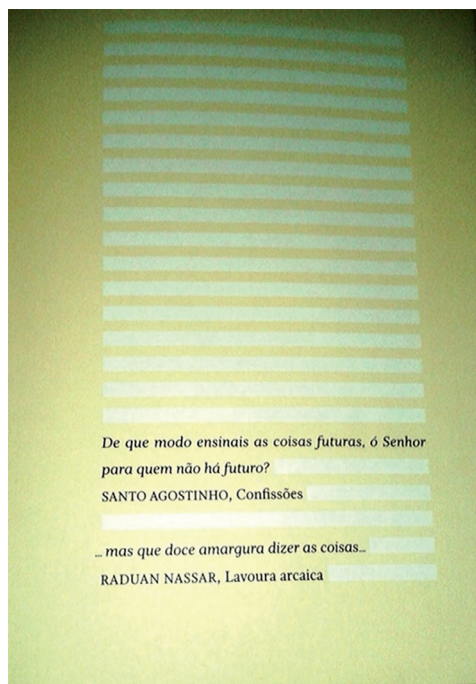 De que modo ensinais as coisas futuras, ó Senhor
para quem não há futuro?
SANTO AGOSTINHO, Confissões
... mas que doce amargura dizer as coisas...
RADUAN NASSAR, Lavoura arcaica